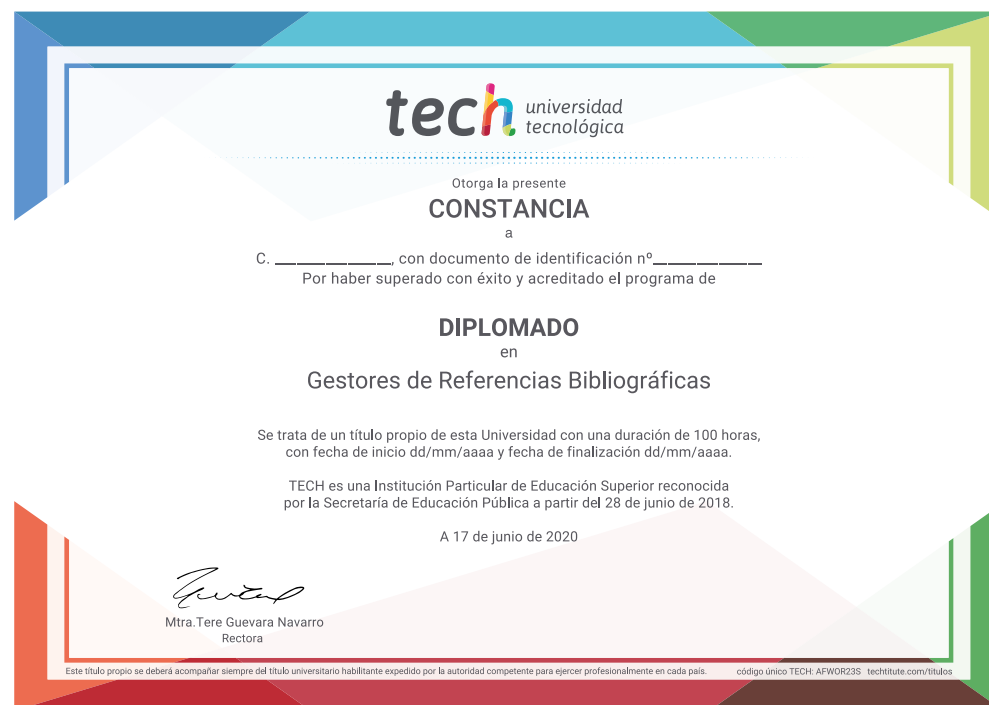 tech universidad
tecnológica
Otorga la presente
CONSTANCIA
a
C. ______________, con documento de identificación nº_____________
Por haber superado con éxito y acreditado el programa de
DIPLOMADO
en
Gestores de Referencias Bibliográficas
Se trata de un título propio de esta Universidad con una duración de 100 horas,
con fecha de inicio dd/mm/aaaa y fecha de finalización dd/mm/aaaa.
TECH es una Institución Particular de Educación Superior reconocida
por la Secretaría de Educación Pública a partir del 28 de junio de 2018.
A 17 de junio de 2020
Mtra.Tere Guevara Navarro
Rectora
Este título propio se deberá acompañar siempre del título universitario habilitante expedido por la autoridad competente para ejercer profesionalmente en cada país. código único TECH: AFWOR23S techtitute.com/titulos